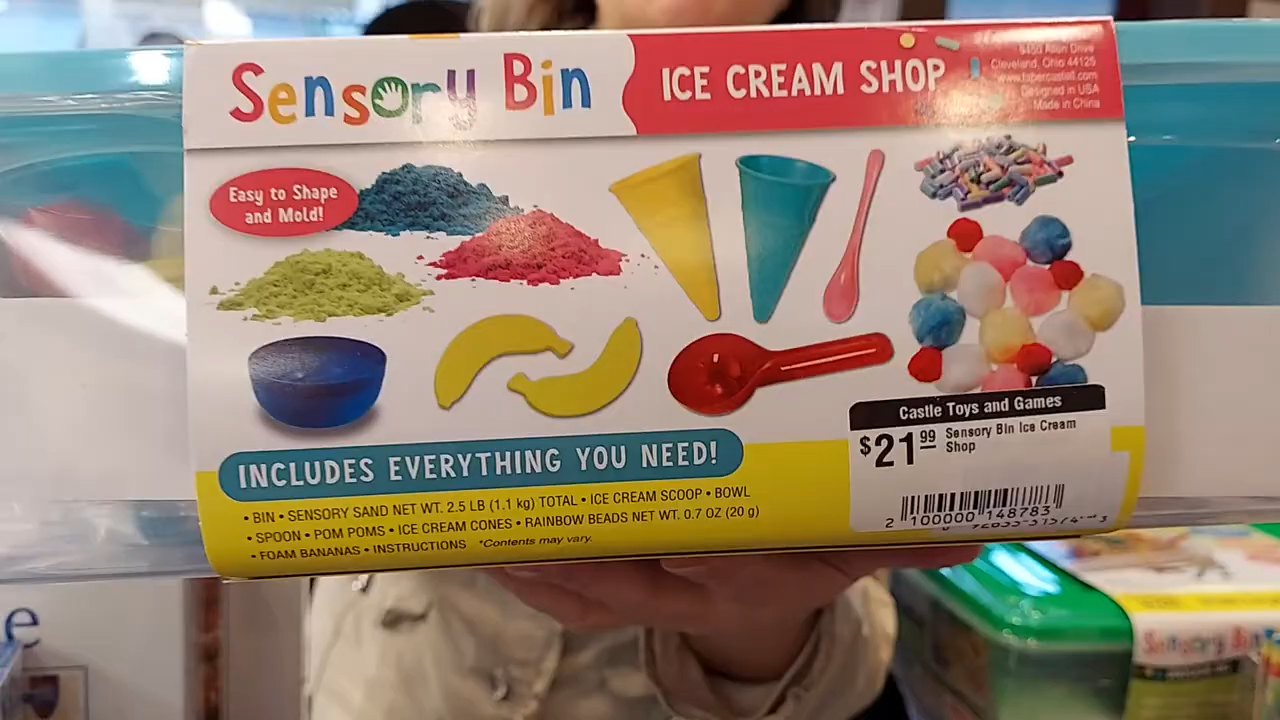 Sensory Bin
ICE CREAM SHOP
9450 Allen Drive
Cleveland, Ohio 44125
www.fabercastell.com
Designed in USA
Made in China
Easy to Shape
and Mold!
INCLUDES EVERYTHING YOU NEED!
• BIN • SENSORY SAND NET WT. 2.5 LB (1.1 kg) TOTAL • ICE CREAM SCOOP • BOWL
• SPOON • POM POMS • ICE CREAM CONES • RAINBOW BEADS NET WT. 0.7 OZ (20 g)
• FOAM BANANAS • INSTRUCTIONS *Contents may vary.
Castle Toys and Games
$21.99 Sensory Bin Ice Cream
Shop
2 100000 148783
e
Sensory Bin